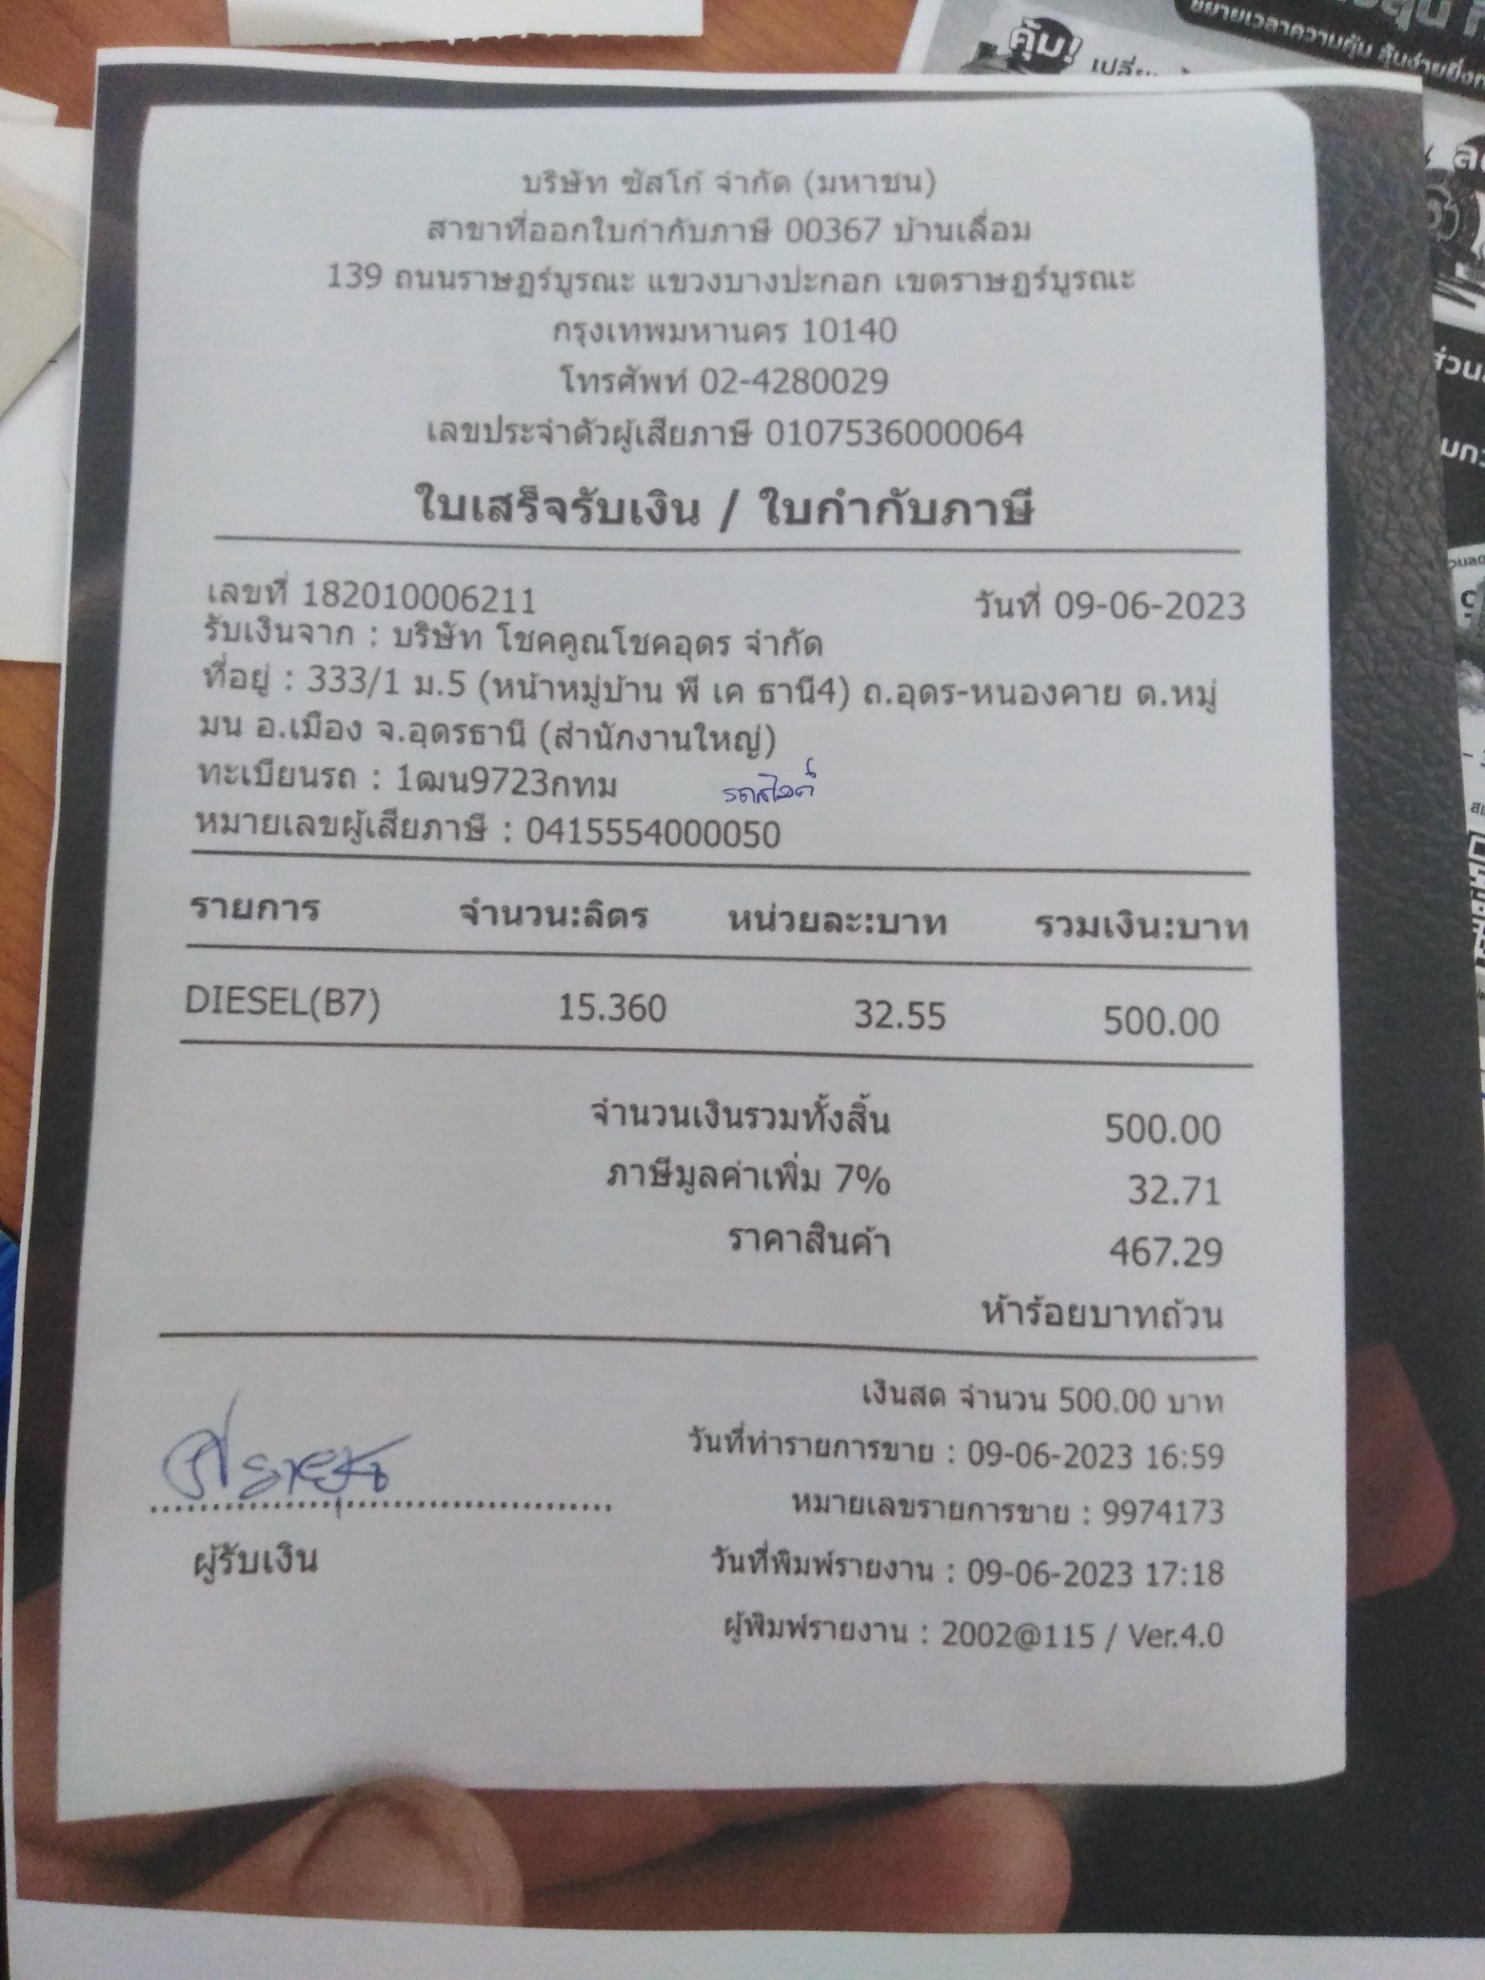 คุ้ม!
ขยายเวลาความคุ้ม ลุ้นง่ายยิ่งก
บริษัท ซัสโก้ จำกัด (มหาชน)
สาขาที่ออกใบกำกับภาษี 00367 บ้านเลื่อม
139 ถนนราษฎร์บูรณะ แขวงบางปะกอก เขตราษฎร์บูรณะ
กรุงเทพมหานคร 10140
โทรศัพท์ 02-4280029
เลขประจำตัวผู้เสียภาษี 0107536000064
ใบเสร็จรับเงิน / ใบกำกับภาษี
เลขที่ 182010006211 วันที่ 09-06-2023
รับเงินจาก : บริษัท โชคคูณโชคอุดร จำกัด
ที่อยู่ : 333/1 ม.5 (หน้าหมู่บ้าน พี เค ธานี4) ถ.อุดร-หนองคาย ต.หมู่
มน อ.เมือง จ.อุดรธานี (สำนักงานใหญ่)
ทะเบียนรถ : 1ฒน9723กทม
หมายเลขผู้เสียภาษี : 0415554000050
รายการ จำนวน:ลิตร หน่วยละ:บาท รวมเงิน:บาท
DIESEL(B7) 15.360 32.55 500.00
จำนวนเงินรวมทั้งสิ้น 500.00
ภาษีมูลค่าเพิ่ม 7% 32.71
ราคาสินค้า 467.29
ห้าร้อยบาทถ้วน
เงินสด จำนวน 500.00 บาท
วันที่ทำรายการขาย : 09-06-2023 16:59
หมายเลขรายการขาย : 9974173
วันที่พิมพ์รายงาน : 09-06-2023 17:18
ผู้รับเงิน
ผู้พิมพ์รายงาน : 2002@115 / Ver.4.0